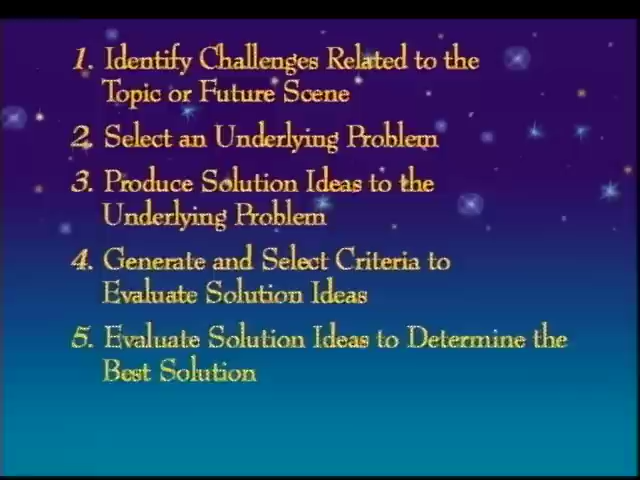 1. Identify Challenges Related to the
Topic or Future Scene
2. Select an Underlying Problem
3. Produce Solution Ideas to the
Underlying Problem
4. Generate and Select Criteria to
Evaluate Solution Ideas
5. Evaluate Solution Ideas to Determine the
Best Solution